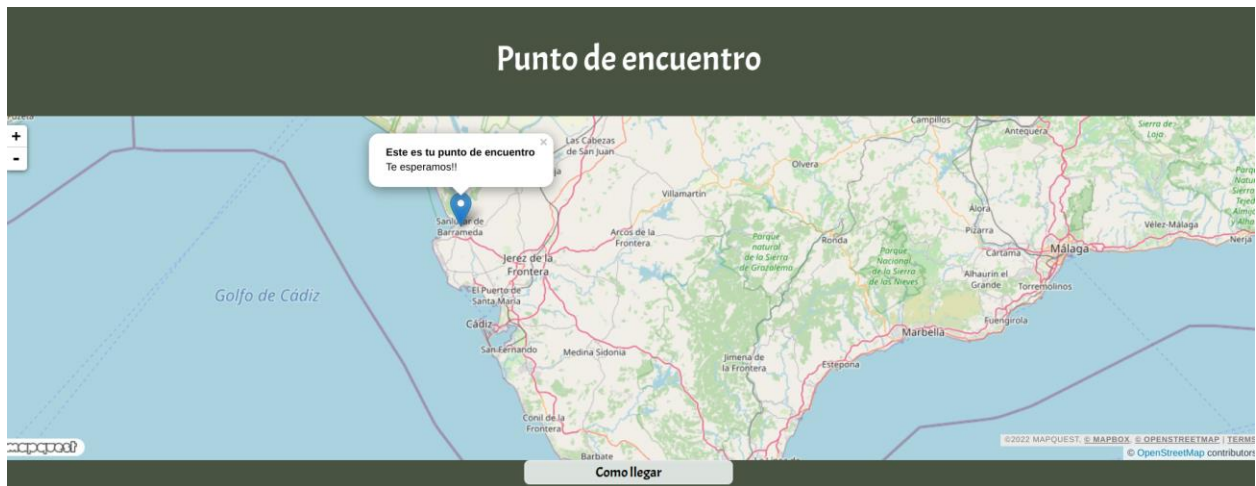 Punto de encuentro
+
-
Este es tu punto de encuentro
×
Te esperamos!!
Las Cabezas
de San Juan
Campillos
Antequera
Sierra de
Loja
Olvera
Villamartín
Álora
Pizarra
Vélez-Málaga
Nerja
Sanlúcar de
Barrameda
Arcos de la
Frontera
Parque
natural
de la Sierra
de Grazalema
Ronda
Parque
Nacional
de la Sierra
de las Nieves
Cártama
Málaga
Jerez de la
Frontera
Alhaurín el
Grande
Torremolinos
Golfo de Cádiz
El Puerto de
Santa María
Fuengirola
Cádiz
Marbella
San Fernando
Medina Sidonia
Jimena de
la Frontera
Estepona
Conil de la
Frontera
Barbate
mapquest
©2022 MAPQUEST, © MAPBOX, © OPENSTREETMAP | TERMS
© OpenStreetMap contributors
Como llegar